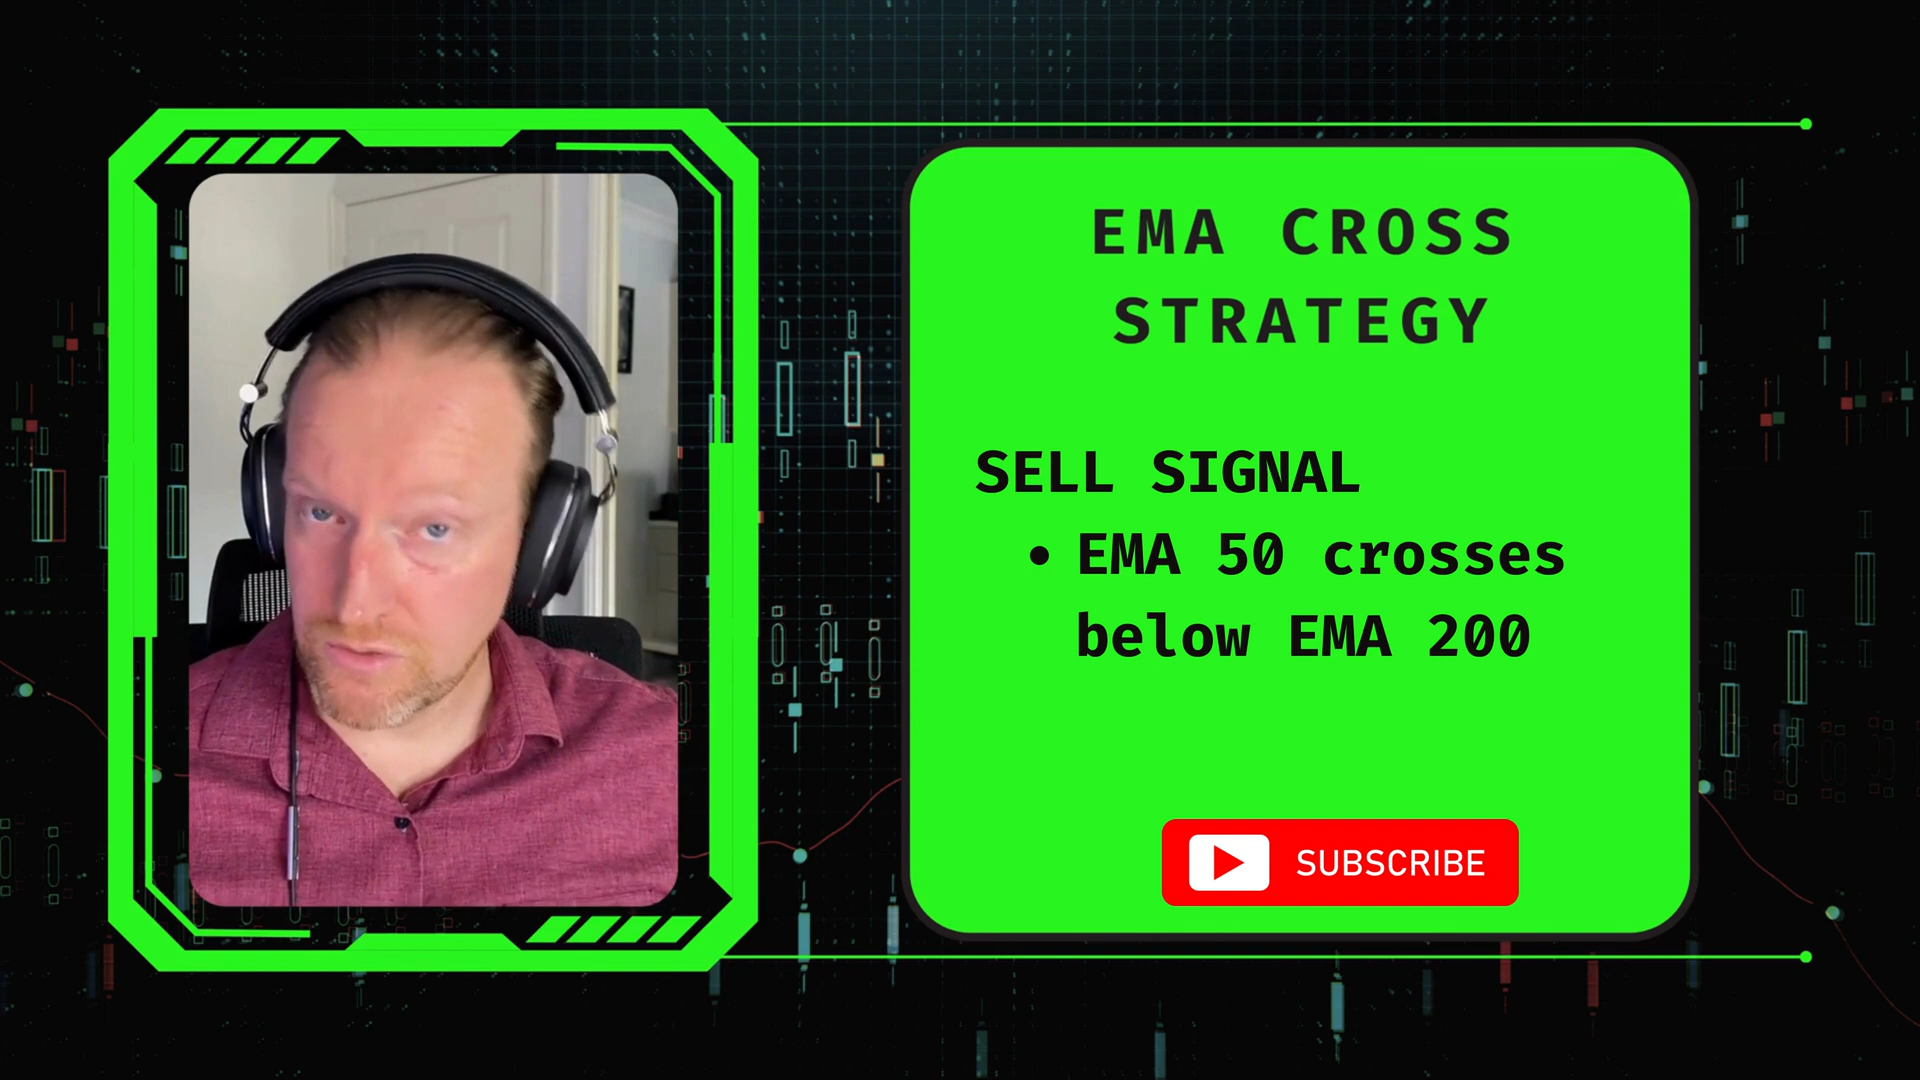 EMA CROSS
STRATEGY
SELL SIGNAL
• EMA 50 crosses
below EMA 200
SUBSCRIBE